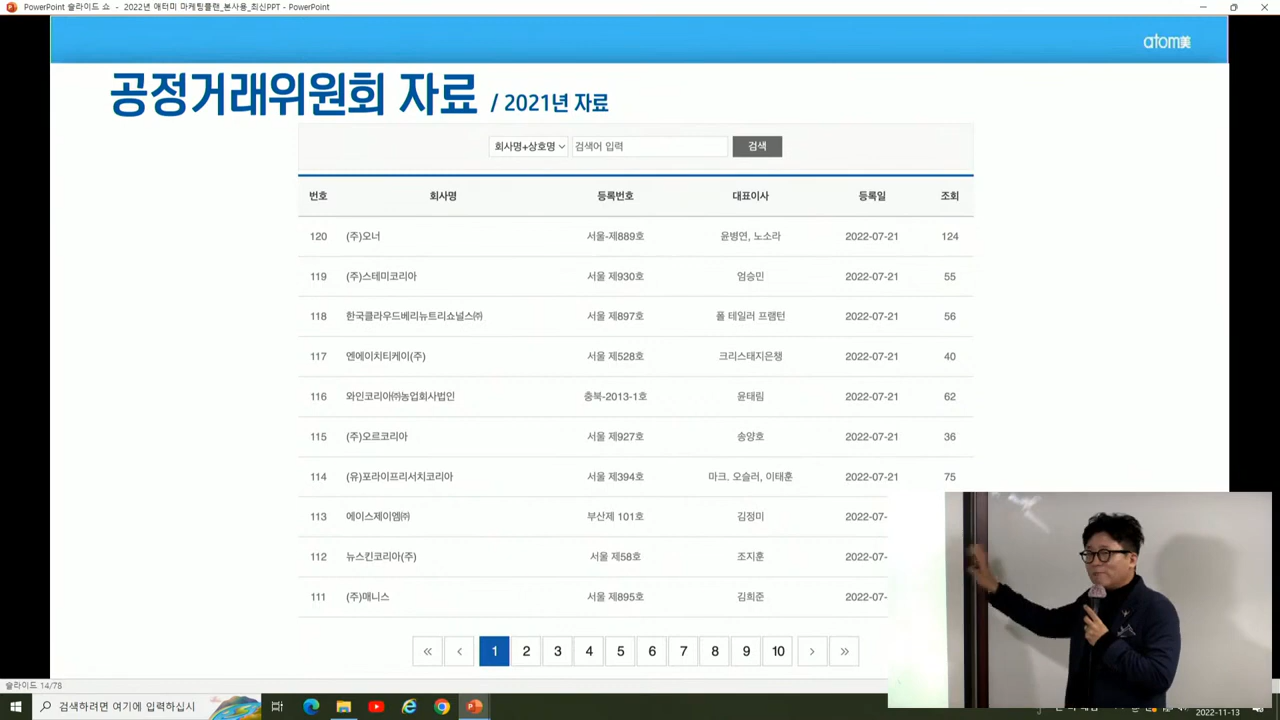 PowerPoint 슬라이드 쇼 - 2022년 애터미 마케팅플랜_본사용_최신PPT - PowerPoint
atom美
공정거래위원회 자료 / 2021년 자료
회사명+상호명 검색어 입력 검색
번호 회사명 등록번호 대표이사 등록일 조회
120 (주)오너 서울-제889호 윤병연, 노소라 2022-07-21 124
119 (주)스테미코리아 서울 제930호 엄승민 2022-07-21 55
118 한국클라우드베리뉴트리쇼널스㈜ 서울 제897호 폴 테일러 프램턴 2022-07-21 56
117 엔에이치티케이(주) 서울 제528호 크리스태지은챙 2022-07-21 40
116 와인코리아㈜농업회사법인 충북-2013-1호 윤태림 2022-07-21 62
115 (주)오르코리아 서울 제927호 송양호 2022-07-21 36
114 (유)포라이프리서치코리아 서울 제394호 마크. 오슬러, 이태훈 2022-07-21 75
113 에이스제이엠㈜ 부산제 101호 김정미 2022-07-
112 뉴스킨코리아(주) 서울 제58호 조지훈 2022-07-
111 (주)매니스 서울 제895호 김희준 2022-07-
« ‹ 1 2 3 4 5 6 7 8 9 10 › »
슬라이드 14/78
검색하려면 여기에 입력하십시
2022-11-13